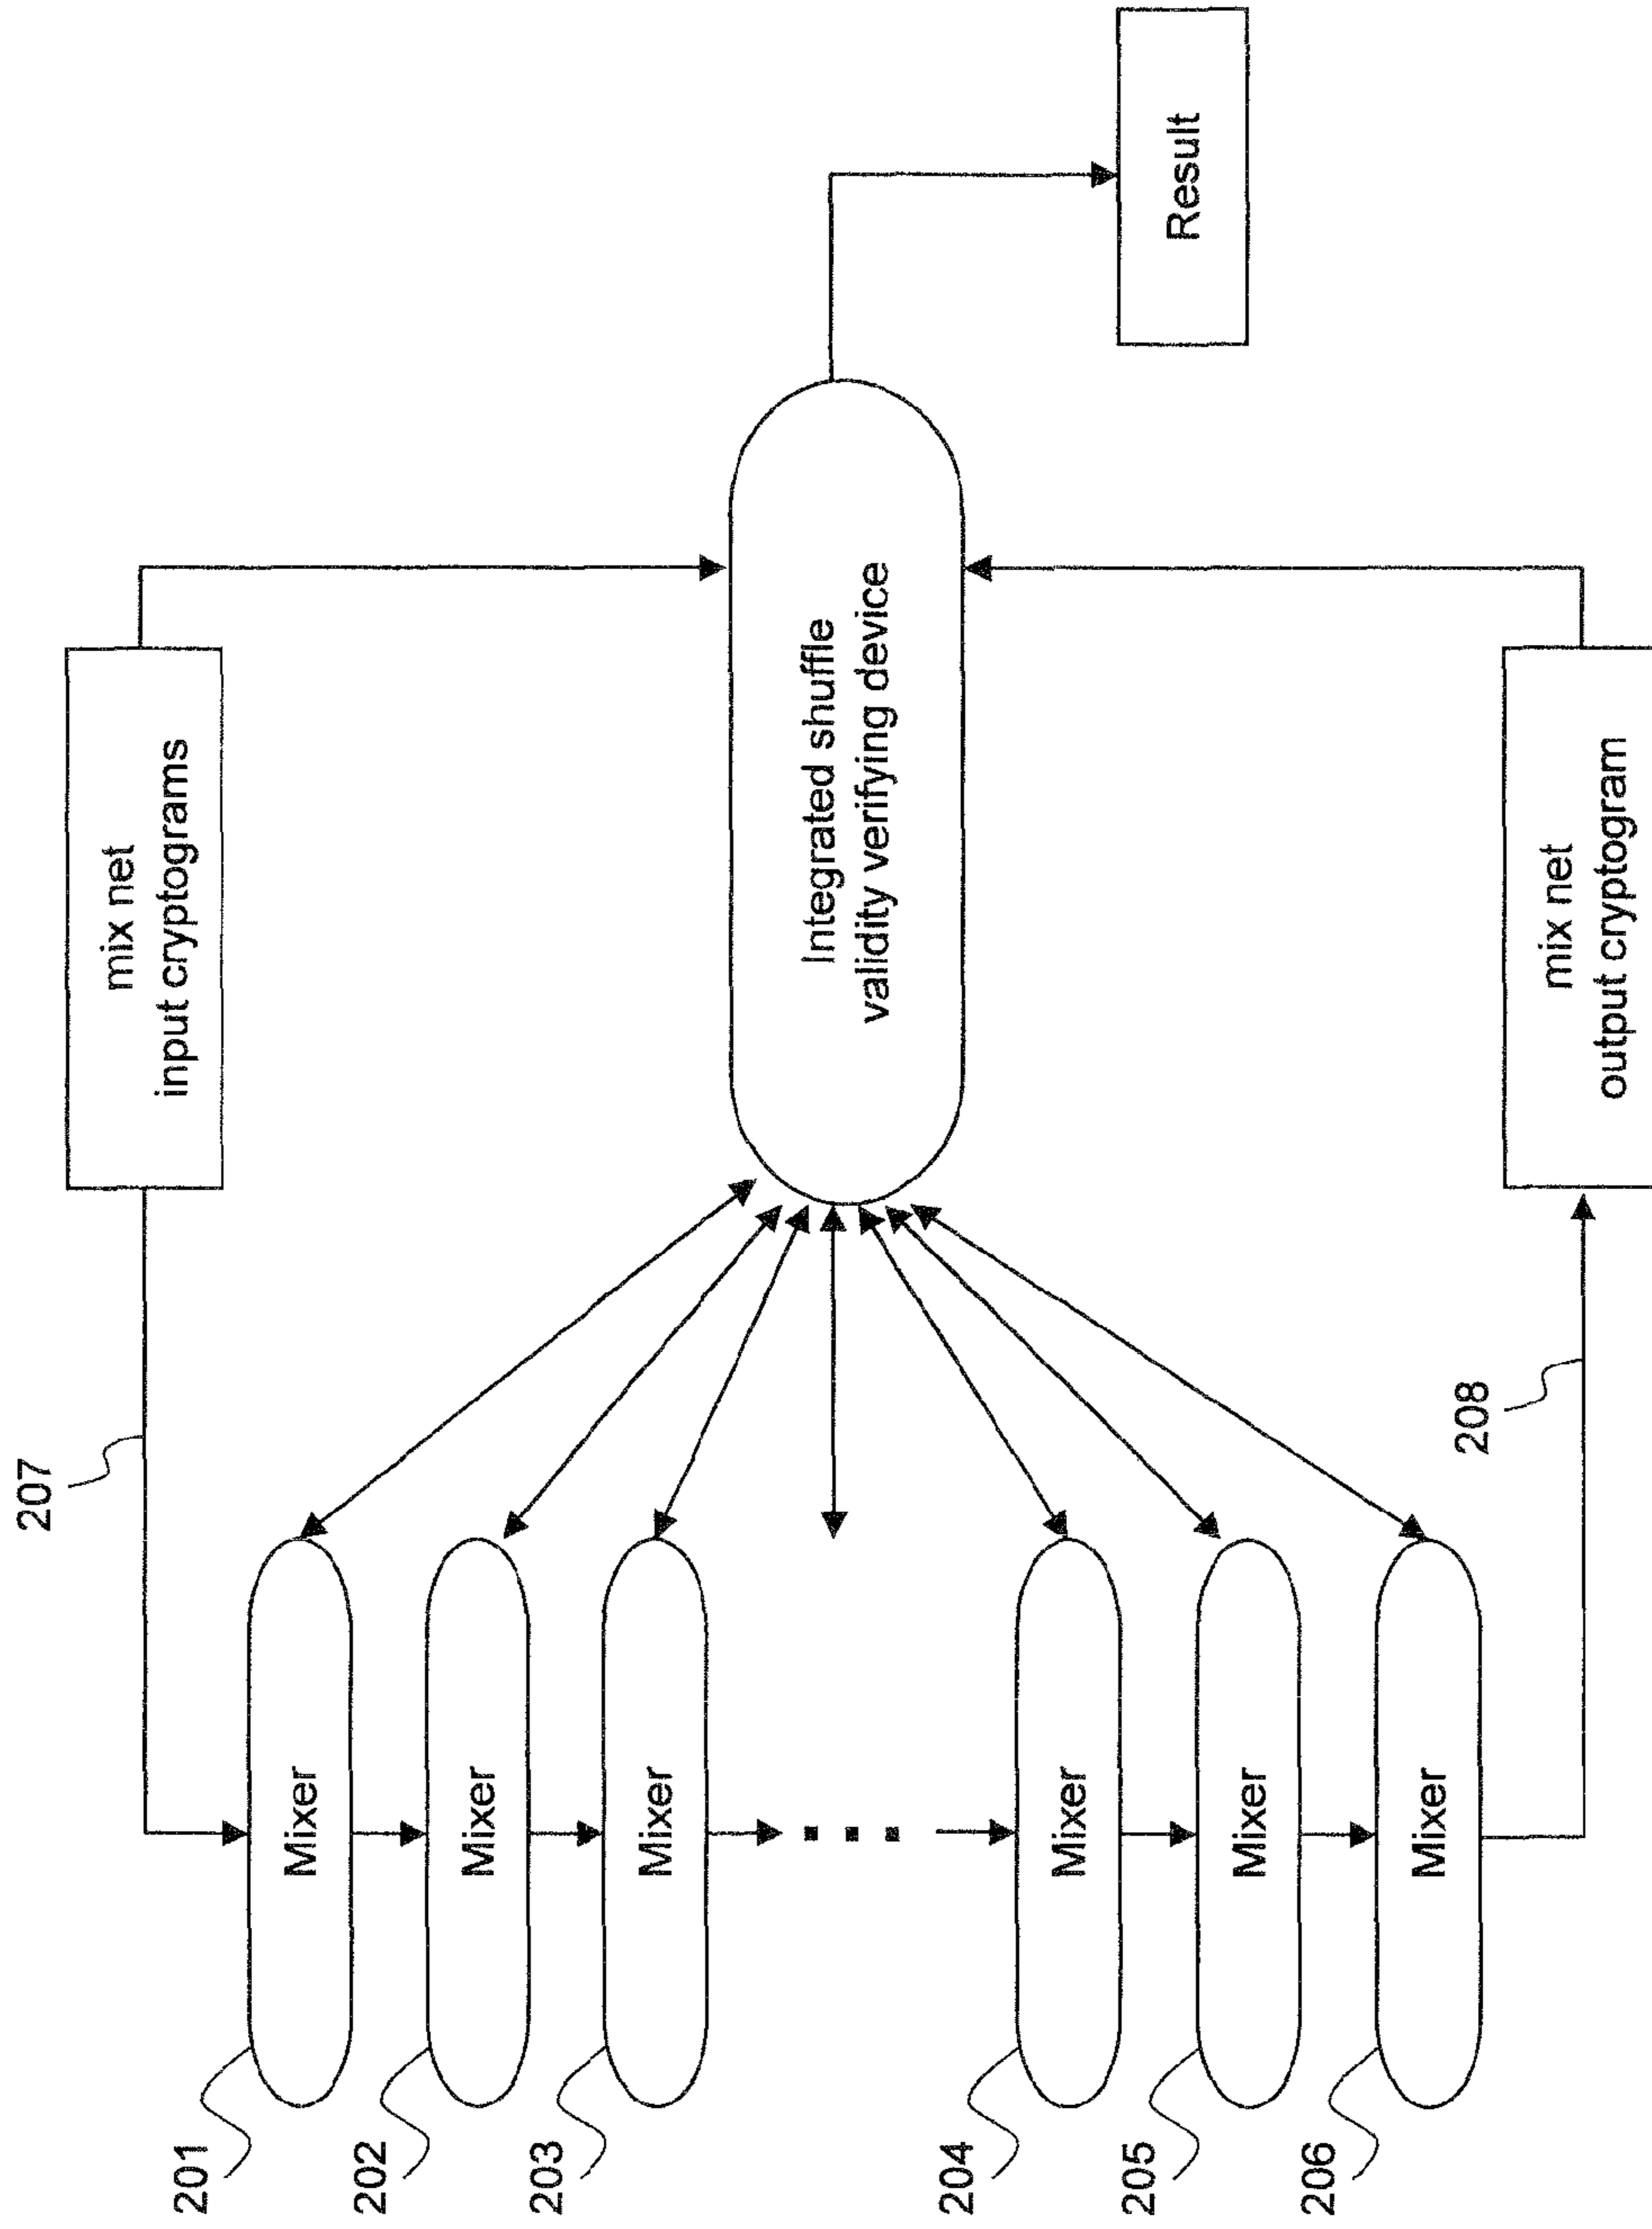 207
mix net
input cryptograms
201
Mixer
202
Mixer
203
Mixer
Integrated shuffle
validity verifying device
Result
204
Mixer
205
Mixer
206
Mixer
208
mix net
output cryptogram